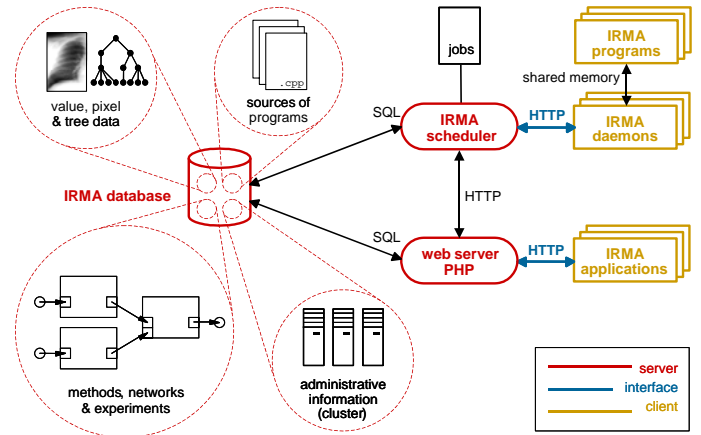 value, pixel
& tree data
.cpp
sources of
programs
jobs
IRMA
programs
shared memory
SQL
IRMA
scheduler
HTTP
IRMA
daemons
IRMA database
HTTP
SQL
web server
PHP
HTTP
IRMA
applications
methods, networks
& experiments
administrative
information
(cluster)
server
interface
client